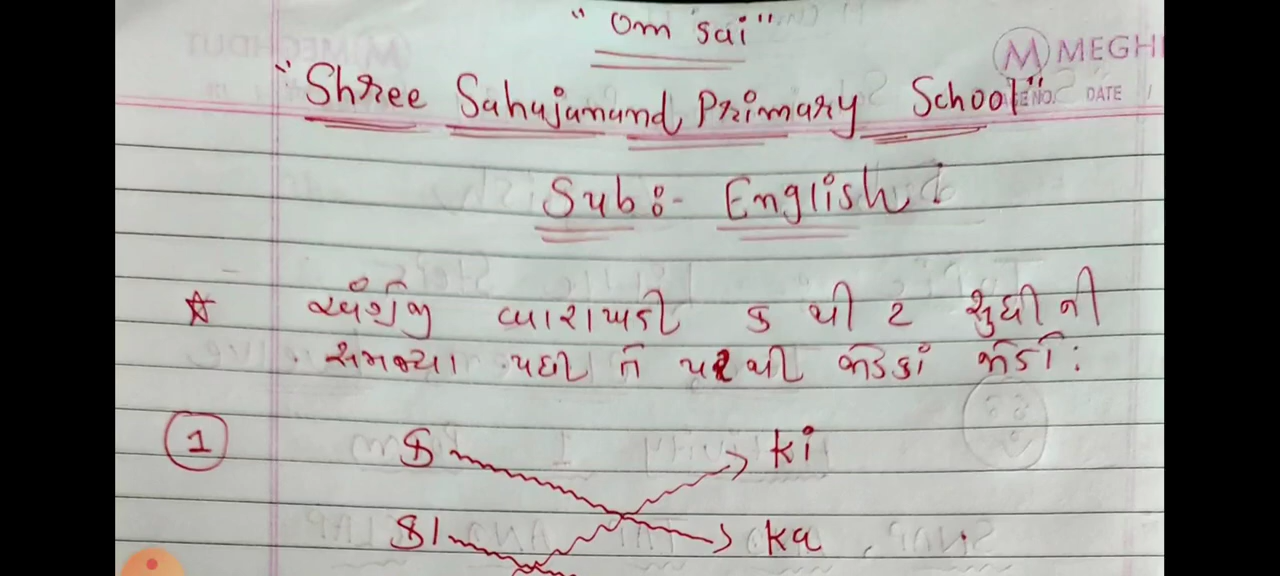 "Om Sai"
M MEGH
"Shree Sahajanand Primary School"
GE NO. DATE
Sub:- English
☆ અંગ્રેજી બારાખડી ક થી ટ સુધી ની
સમજ્યા પછી તે પરથી જોડકાં જોડો:
① ક ki
કા ka